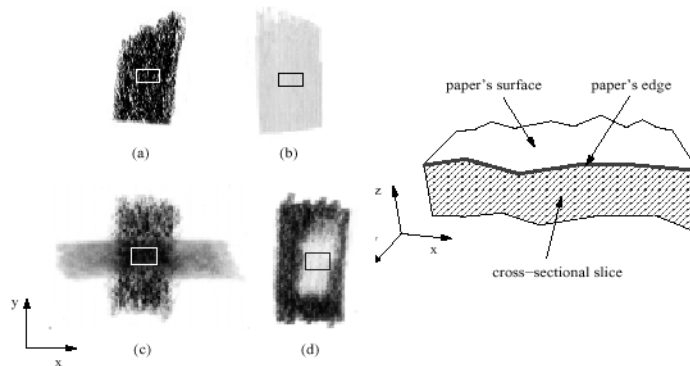 (a)
(b)
(c)
(d)
y
x
paper's surface
paper's edge
z
x
cross-sectional slice